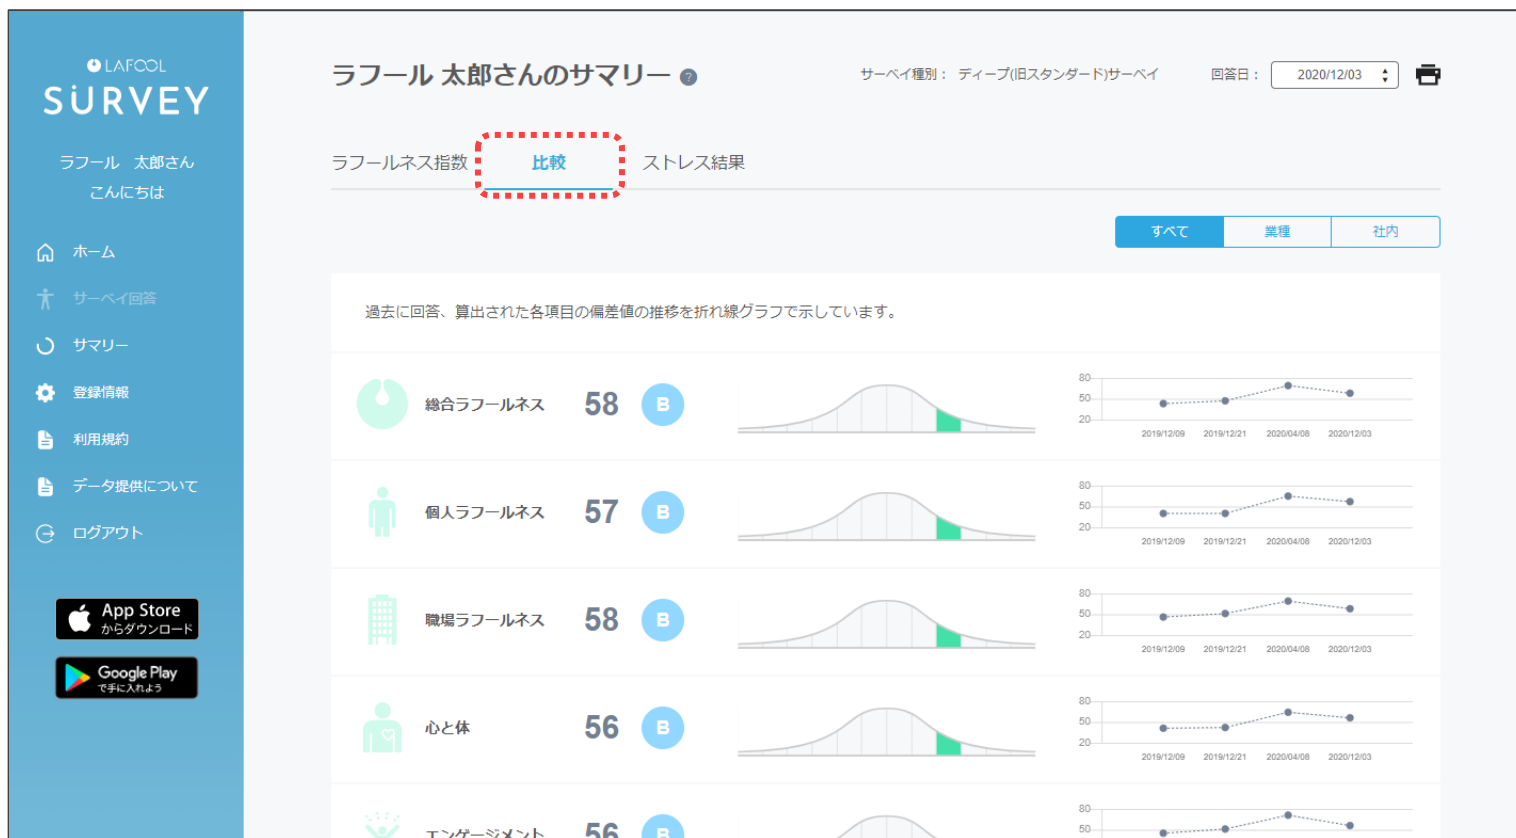 LAFOOL
SURVEY
ラフール 太郎さん
こんにちは
ホーム
サーベイ回答
サマリー
登録情報
利用規約
データ提供について
ログアウト
App Store
からダウンロード
Google Play
で手に入れよう
ラフール 太郎さんのサマリー ?
サーベイ種別： ディープ(旧スタンダード)サーベイ
回答日： 2020/12/03
ラフールネス指数 比較 ストレス結果
すべて 業種 社内
過去に回答、算出された各項目の偏差値の推移を折れ線グラフで示しています。
総合ラフールネス 58 B
80
50
20
2019/12/09 2019/12/21 2020/04/08 2020/12/03
個人ラフールネス 57 B
80
50
20
2019/12/09 2019/12/21 2020/04/08 2020/12/03
職場ラフールネス 58 B
80
50
20
2019/12/09 2019/12/21 2020/04/08 2020/12/03
心と体 56 B
80
50
20
2019/12/09 2019/12/21 2020/04/08 2020/12/03
エンゲージメント 56 B
80
50